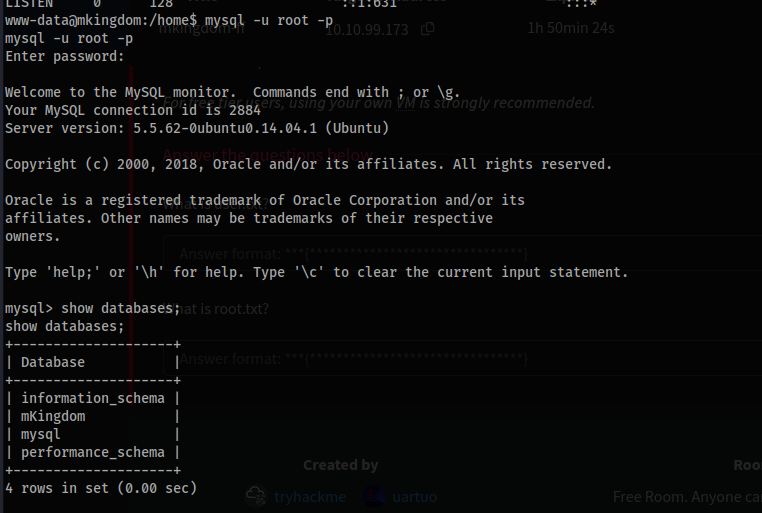 LISTEN 0 128 ::1:631 :::*
www-data@mkingdom:/home$ mysql -u root -p
mkingdom-ff 10.10.99.173 1h 50min 24s
mysql -u root -p
Enter password:
Welcome to the MySQL monitor.  Commands end with ; or \g.
For free tier users, using your own VM is strongly recommended.
Your MySQL connection id is 2884
Server version: 5.5.62-0ubuntu0.14.04.1 (Ubuntu)
Answer the questions below
Copyright (c) 2000, 2018, Oracle and/or its affiliates. All rights reserved.
Oracle is a registered trademark of Oracle Corporation and/or its
What is user.txt?
affiliates. Other names may be trademarks of their respective
owners.
Answer format: ***{********************************}
Type 'help;' or '\h' for help. Type '\c' to clear the current input statement.
mysql> show databases;
What is root.txt?
show databases;
+--------------------+
| Database           |
Answer format: ***{********************************}
+--------------------+
| information_schema |
| mKingdom           |
| mysql              |
| performance_schema |
+--------------------+
Created by Roo
4 rows in set (0.00 sec)
tryhackme uartuo Free Room. Anyone ca